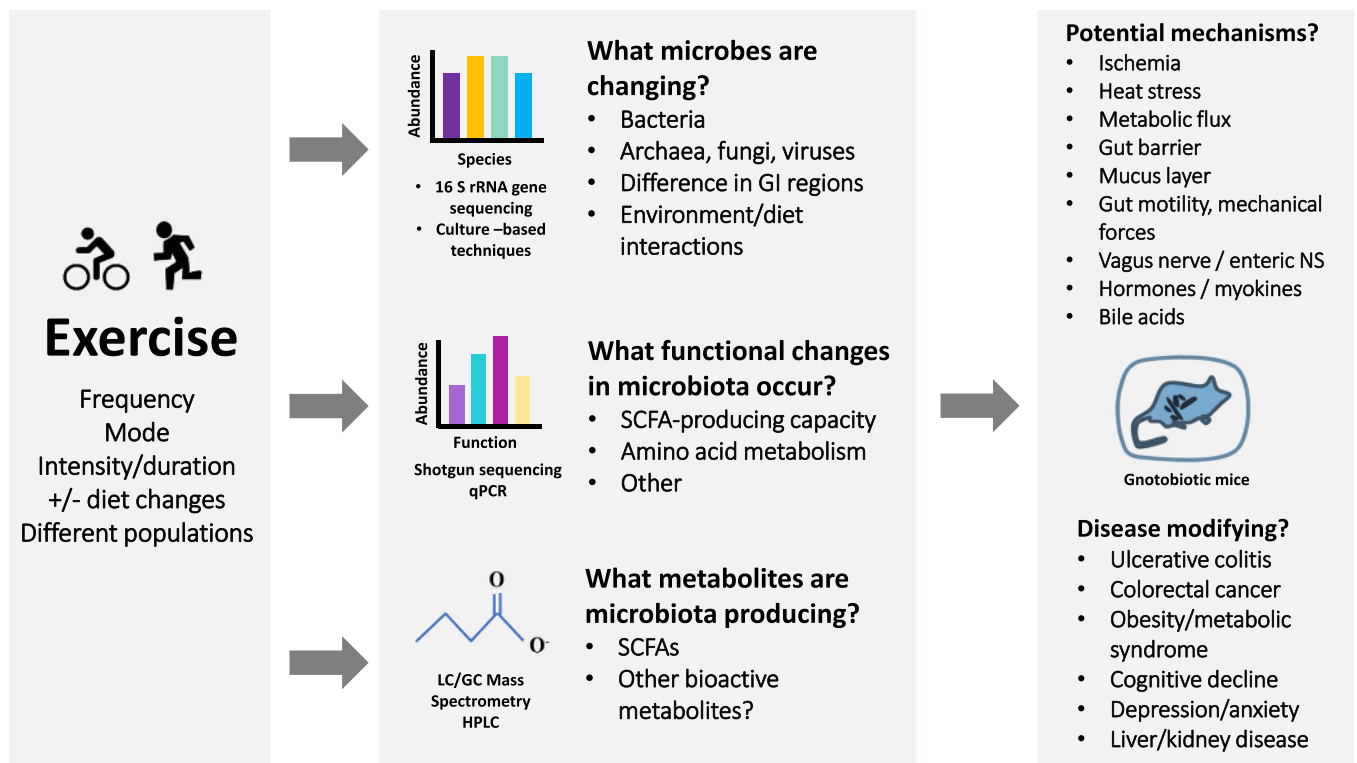 Exercise
Frequency
Mode
Intensity/duration
+/- diet changes
Different populations
Abundance
Species
• 16 S rRNA gene
sequencing
• Culture –based
techniques
What microbes are
changing?
• Bacteria
• Archaea, fungi, viruses
• Difference in GI regions
• Environment/diet
interactions
Abundance
Function
Shotgun sequencing
qPCR
What functional changes
in microbiota occur?
• SCFA-producing capacity
• Amino acid metabolism
• Other
O
O-
LC/GC Mass
Spectrometry
HPLC
What metabolites are
microbiota producing?
• SCFAs
• Other bioactive
metabolites?
Potential mechanisms?
• Ischemia
• Heat stress
• Metabolic flux
• Gut barrier
• Mucus layer
• Gut motility, mechanical
forces
• Vagus nerve / enteric NS
• Hormones / myokines
• Bile acids
Gnotobiotic mice
Disease modifying?
• Ulcerative colitis
• Colorectal cancer
• Obesity/metabolic
syndrome
• Cognitive decline
• Depression/anxiety
• Liver/kidney disease